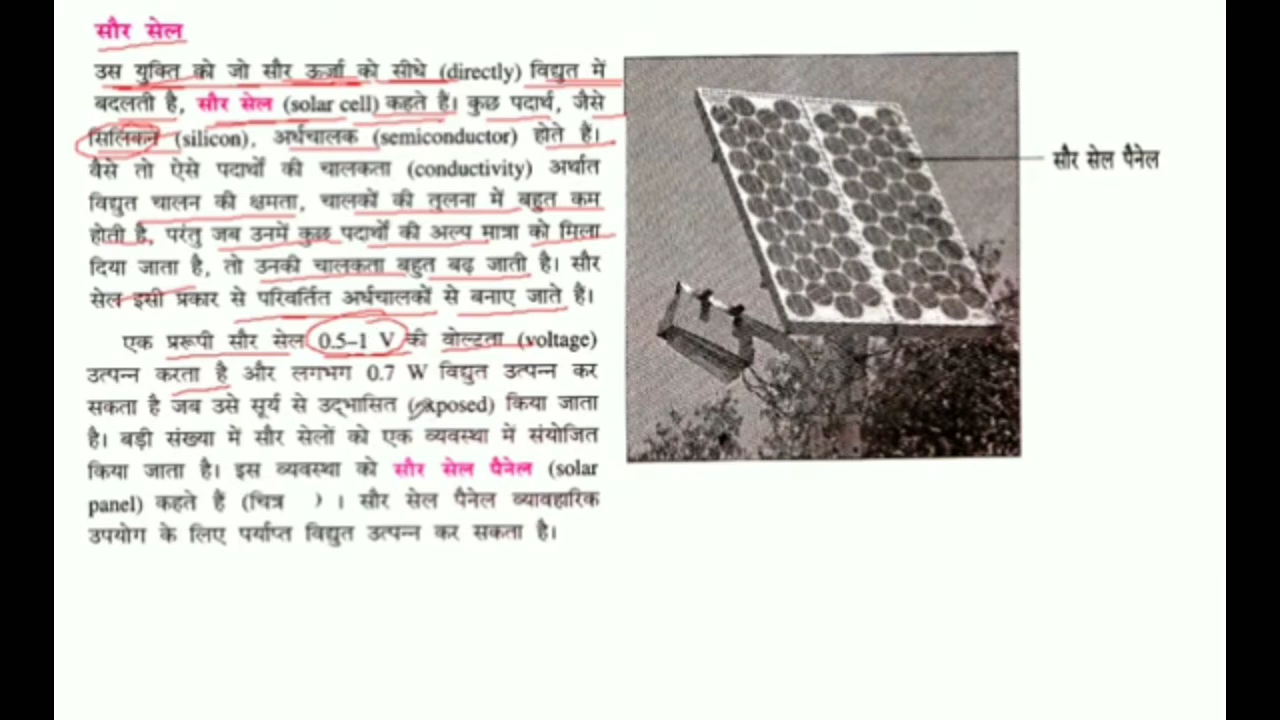 सौर सेल
उस युक्ति को जो सौर ऊर्जा को सीधे (directly) विद्युत में
बदलती है, सौर सेल (solar cell) कहते हैं। कुछ पदार्थ, जैसे
सिलिकन (silicon), अर्धचालक (semiconductor) होते हैं।
वैसे तो ऐसे पदार्थों की चालकता (conductivity) अर्थात
विद्युत चालन की क्षमता, चालकों की तुलना में बहुत कम
होती है, परंतु जब उनमें कुछ पदार्थों की अल्प मात्रा को मिला
दिया जाता है, तो उनकी चालकता बहुत बढ़ जाती है। सौर
सेल इसी प्रकार से परिवर्तित अर्धचालकों से बनाए जाते हैं।
एक प्ररूपी सौर सेल 0.5–1 V की वोल्टता (voltage)
उत्पन्न करता है और लगभग 0.7 W विद्युत उत्पन्न कर
सकता है जब उसे सूर्य से उद्भासित (exposed) किया जाता
है। बड़ी संख्या में सौर सेलों को एक व्यवस्था में संयोजित
किया जाता है। इस व्यवस्था को सौर सेल पैनेल (solar
panel) कहते हैं (चित्र ) । सौर सेल पैनेल व्यावहारिक
उपयोग के लिए पर्याप्त विद्युत उत्पन्न कर सकता है।
सौर सेल पैनेल